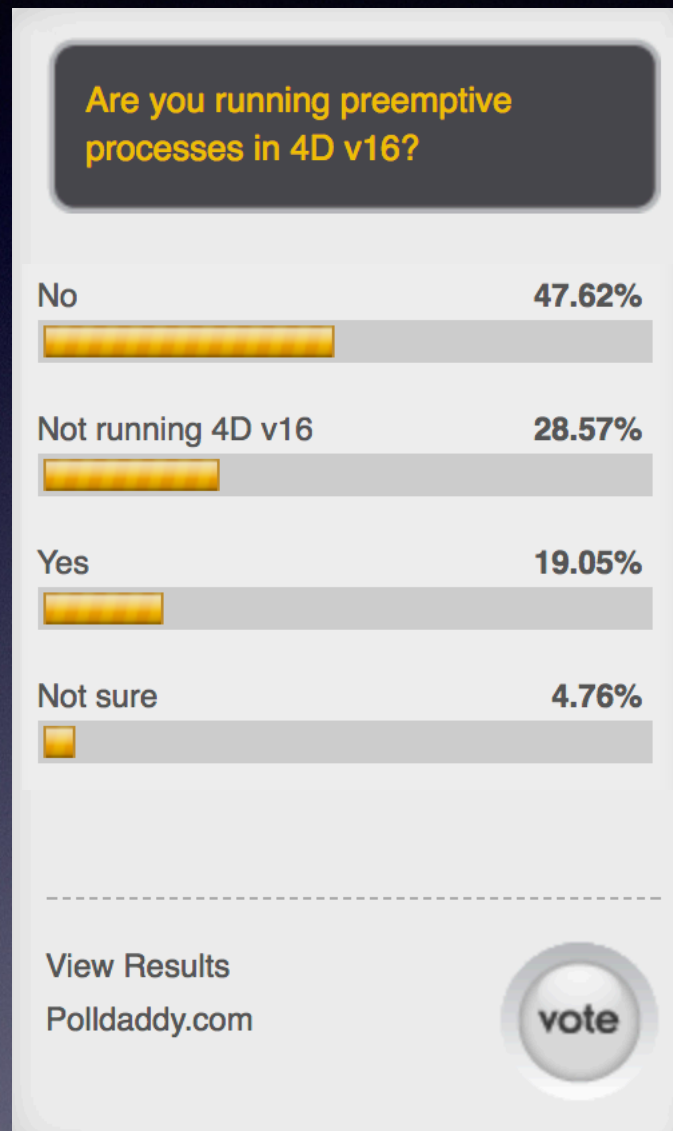 Are you running preemptive
processes in 4D v16?
No 47.62%
Not running 4D v16 28.57%
Yes 19.05%
Not sure 4.76%
View Results
Polldaddy.com
vote